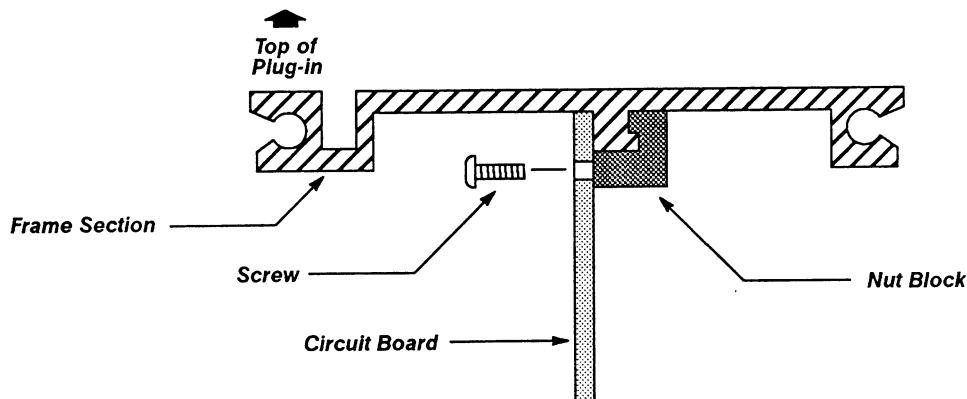 Top of
Plug-in
Frame Section
Screw
Nut Block
Circuit Board